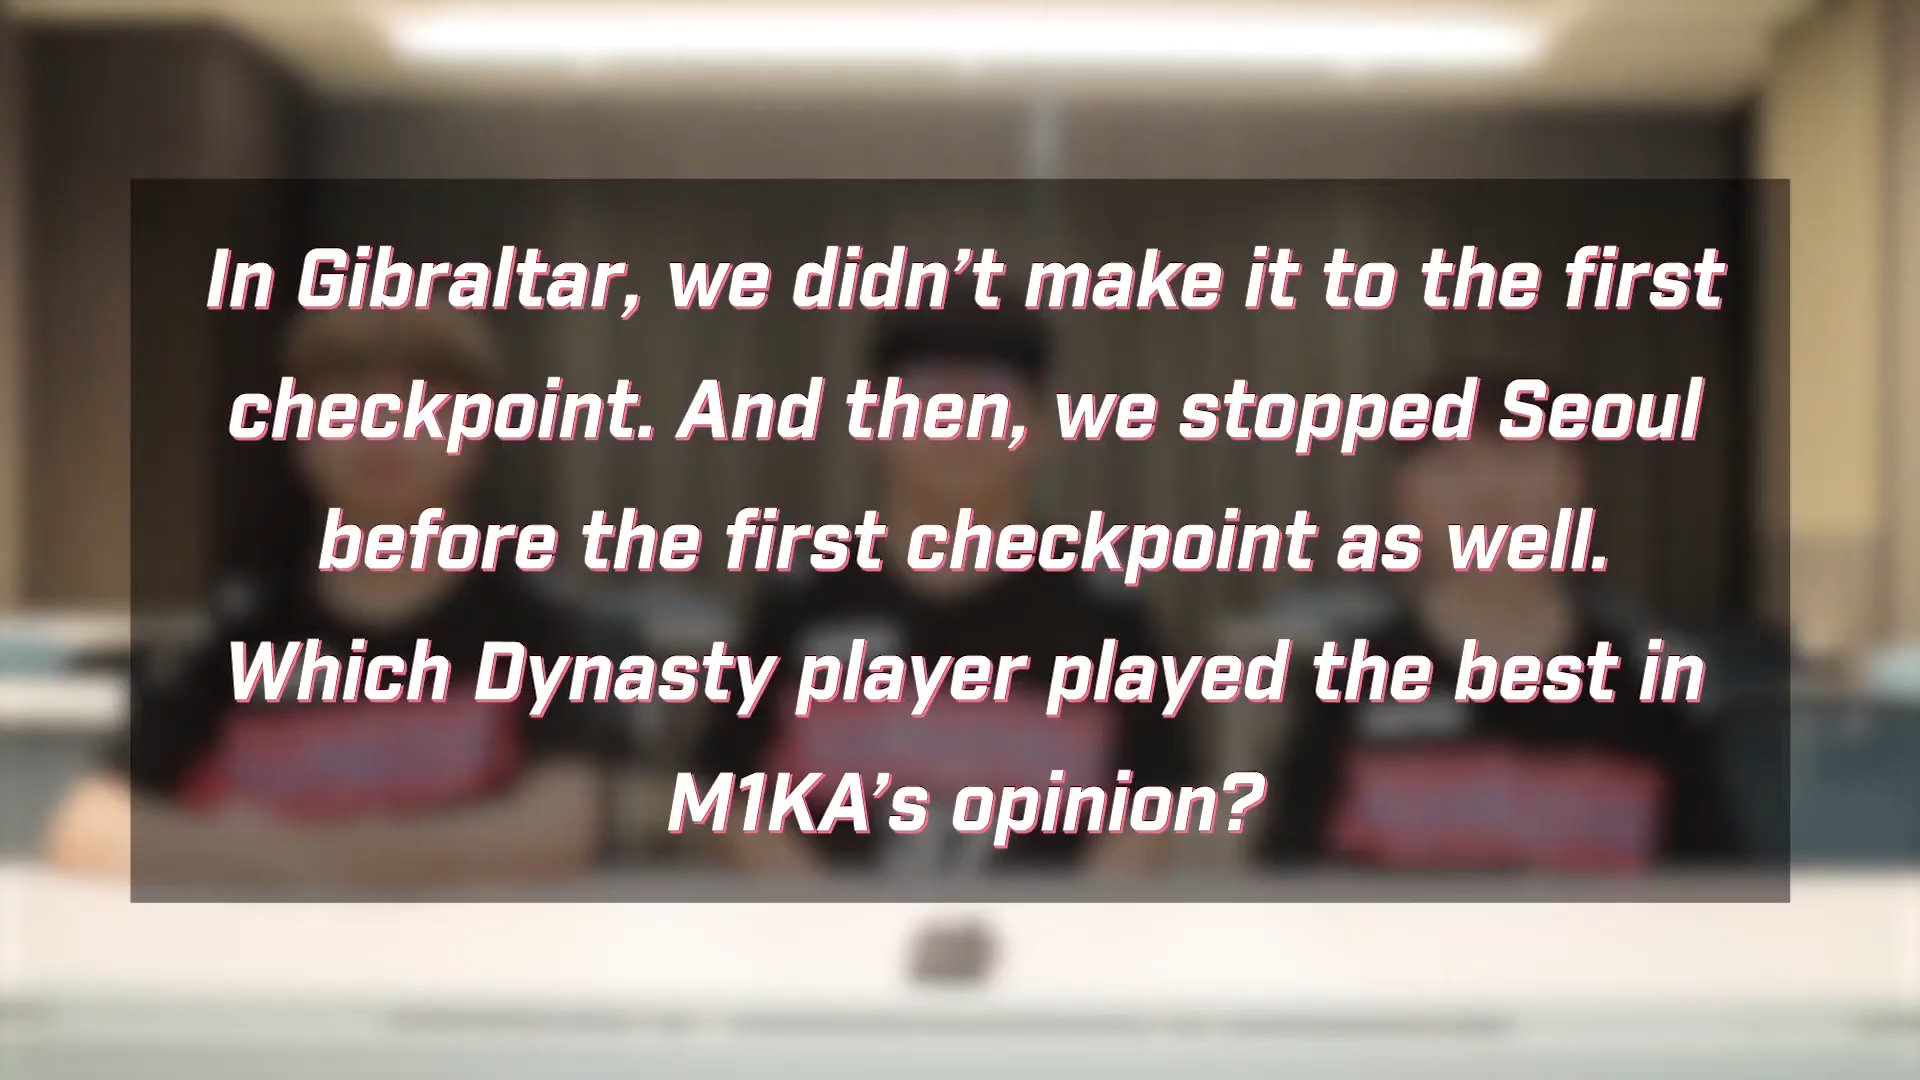 In Gibraltar, we didn’t make it to the first
checkpoint. And then, we stopped Seoul
before the first checkpoint as well.
Which Dynasty player played the best in
M1KA’s opinion?